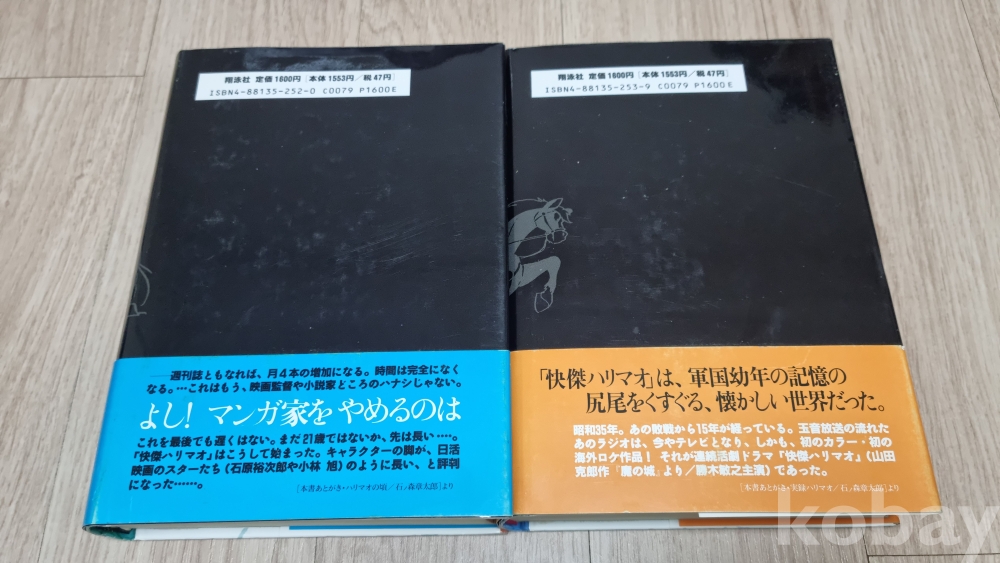 翔泳社 定価1600円[本体1553円/税47円]
ISBN4-88135-252-0 C0079 P1600E
──週刊誌ともなれば、月4本の増加になる。時間は完全になく
なる。…これはもう、映画監督や小説家どころのハナシじゃない。
よし! マンガ家を やめるのは
これを最後でも遅くはない。まだ21歳ではないか、先は長い‥‥。
『快傑ハリマオ』はこうして始まった。キャラクターの脚が、日活
映画のスターたち(石原裕次郎や小林 旭)のように長い、と評判
になった……。
[本書あとがき・ハリマオの頃/石ノ森章太郎]より
翔泳社 定価1600円[本体1553円/税47円]
ISBN4-88135-253-9 C0079 P1600E
「快傑ハリマオ」は、軍国幼年の記憶の
尻尾をくすぐる、懐かしい世界だった。
昭和35年。あの敗戦から15年が経っている。玉音放送の流れた
あのラジオは、今やテレビとなり、しかも、初のカラー・初の
海外ロケ作品! それが連続活劇ドラマ『快傑ハリマオ』(山田
克郎作『魔の城』より/勝木敏之主演)であった。
[本書あとがき・実録ハリマオ/石ノ森章太郎]より
kobay